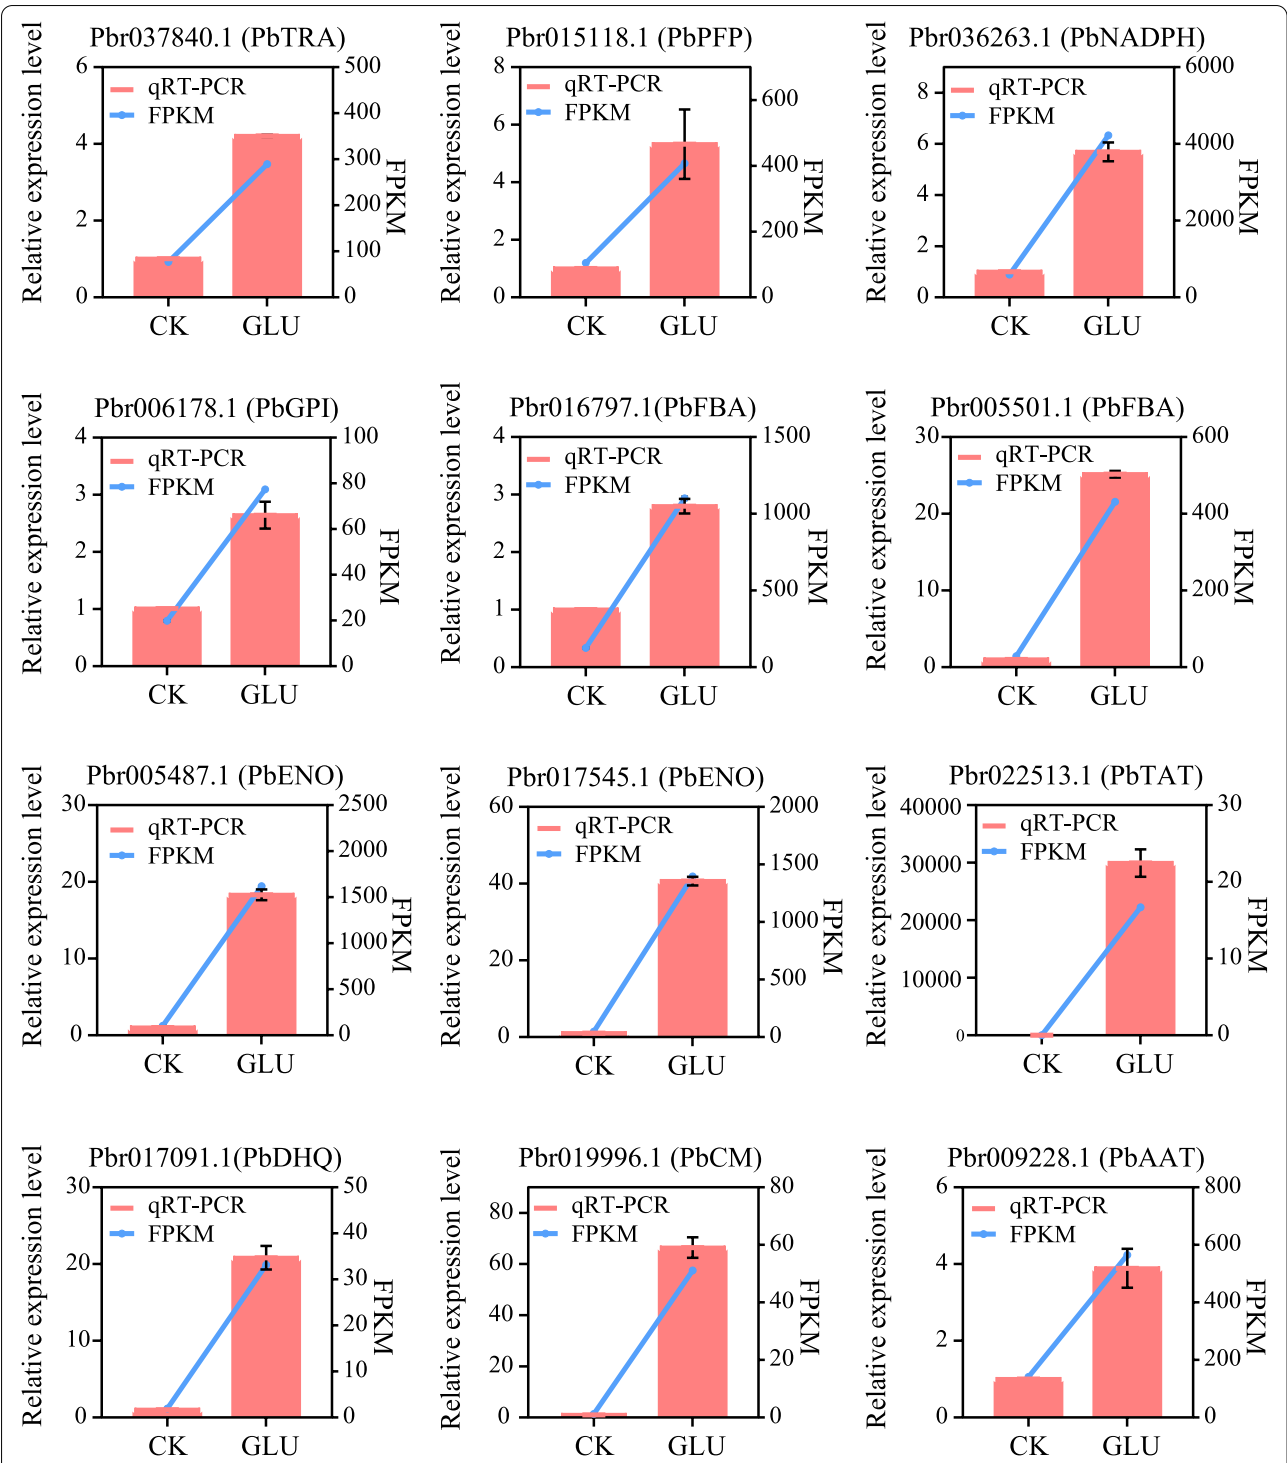 Pbr037840.1 (PbTRA)
Relative expression level
6
4
2
0
qRT-PCR
FPKM
500
400
300
200
100
0
FPKM
CK GLU
Pbr015118.1 (PbPFP)
Relative expression level
8
6
4
2
0
qRT-PCR
FPKM
600
400
200
0
FPKM
CK GLU
Pbr036263.1 (PbNADPH)
Relative expression level
8
6
4
2
0
qRT-PCR
FPKM
6000
4000
2000
0
FPKM
CK GLU
Pbr006178.1 (PbGPI)
Relative expression level
4
3
2
1
0
qRT-PCR
FPKM
100
80
60
40
20
0
FPKM
CK GLU
Pbr016797.1(PbFBA)
Relative expression level
4
3
2
1
0
qRT-PCR
FPKM
1500
1000
500
0
FPKM
CK GLU
Pbr005501.1 (PbFBA)
Relative expression level
30
20
10
0
qRT-PCR
FPKM
600
400
200
0
FPKM
CK GLU
Pbr005487.1 (PbENO)
Relative expression level
30
20
10
0
qRT-PCR
FPKM
2500
2000
1500
1000
500
0
FPKM
CK GLU
Pbr017545.1 (PbENO)
Relative expression level
60
40
20
0
qRT-PCR
FPKM
2000
1500
1000
500
0
FPKM
CK GLU
Pbr022513.1 (PbTAT)
Relative expression level
40000
30000
20000
10000
0
qRT-PCR
FPKM
30
20
10
0
FPKM
CK GLU
Pbr017091.1(PbDHQ)
Relative expression level
30
20
10
0
qRT-PCR
FPKM
50
40
30
20
10
0
FPKM
CK GLU
Pbr019996.1 (PbCM)
Relative expression level
80
60
40
20
0
qRT-PCR
FPKM
80
60
40
20
0
FPKM
CK GLU
Pbr009228.1 (PbAAT)
Relative expression level
6
4
2
0
qRT-PCR
FPKM
800
600
400
200
0
FPKM
CK GLU